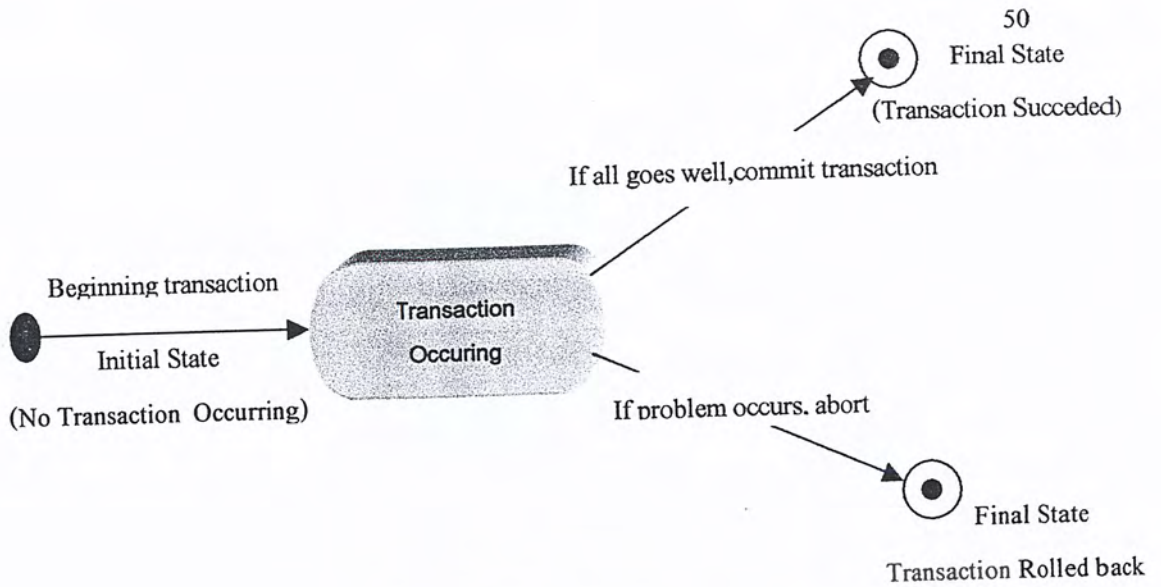 50
Final State
(Transaction Succeded)
If all goes well,commit transaction
Beginning transaction
Transaction
Occuring
Initial State
(No Transaction Occurring)
If problem occurs, abort
Final State
Transaction Rolled back